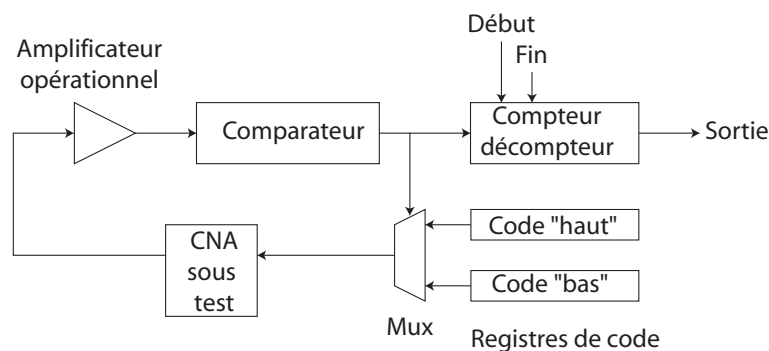 Début
Fin
Amplificateur
opérationnel
Comparateur
Compteur
décompteur
Sortie
CNA
sous
test
Code "haut"
Code "bas"
Mux
Registres de code